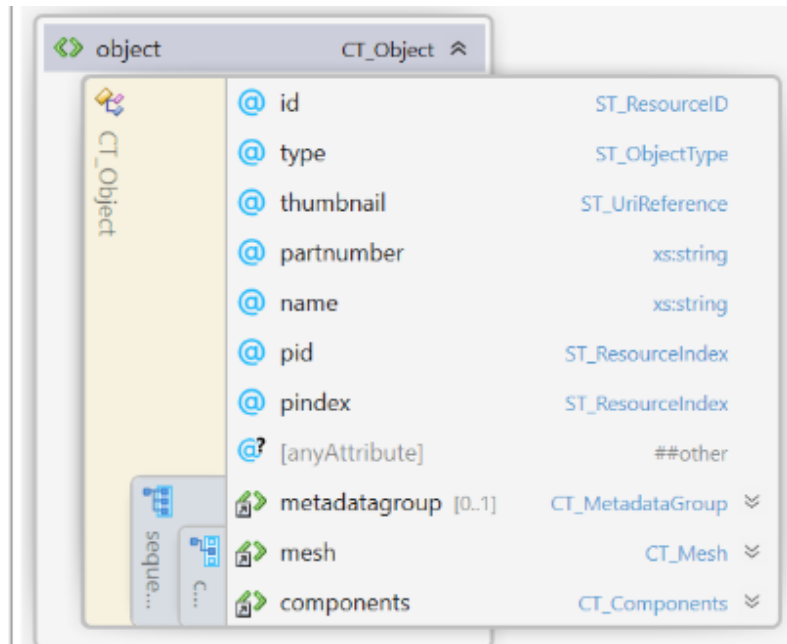 object CT_Object
CT_Object
id ST_ResourceID
type ST_ObjectType
thumbnail ST_UriReference
partnumber xs:string
name xs:string
pid ST_ResourceIndex
pindex ST_ResourceIndex
[anyAttribute] ##other
metadatagroup [0..1] CT_MetadataGroup
mesh CT_Mesh
components CT_Components
seque...
c...